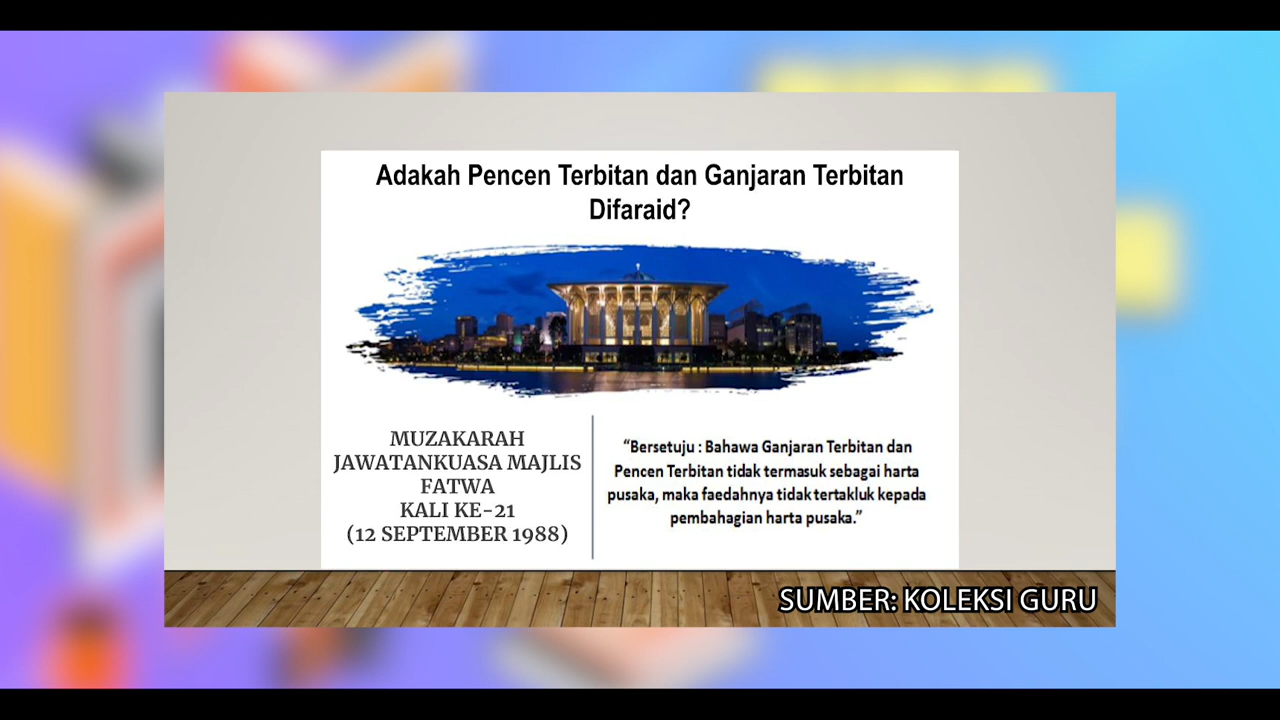 Adakah Pencen Terbitan dan Ganjaran Terbitan
Difaraid?
MUZAKARAH
JAWATANKUASA MAJLIS
FATWA
KALI KE-21
(12 SEPTEMBER 1988)
“Bersetuju : Bahawa Ganjaran Terbitan dan
Pencen Terbitan tidak termasuk sebagai harta
pusaka, maka faedahnya tidak tertakluk kepada
pembahagian harta pusaka.”
SUMBER: KOLEKSI GURU